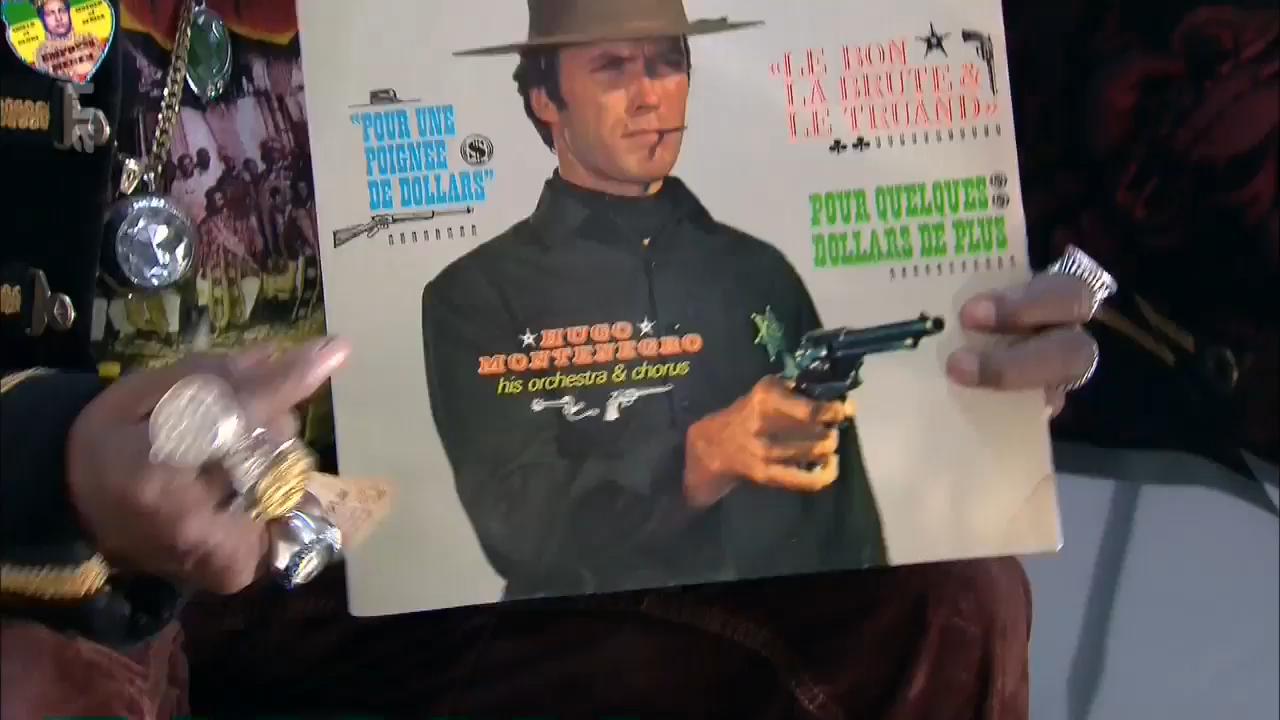 "POUR UNE
POIGNEE
DE DOLLARS"
«LE BON
LA BRUTE &
LE TRUAND»
POUR QUELQUES
DOLLARS DE PLUS
HUGO
MONTENEGRO
his orchestra & chorus